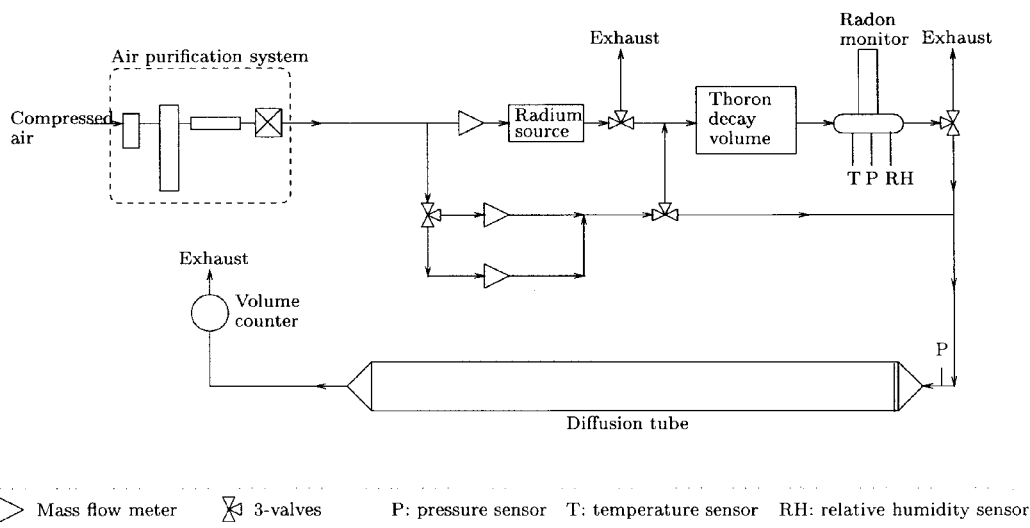 Air purification system
Compressed
air
Exhaust
Radium
source
Thoron
decay
volume
Radon
monitor
Exhaust
T P RH
Exhaust
Volume
counter
P
Diffusion tube
Mass flow meter
3-valves
P: pressure sensor
T: temperature sensor
RH: relative humidity sensor